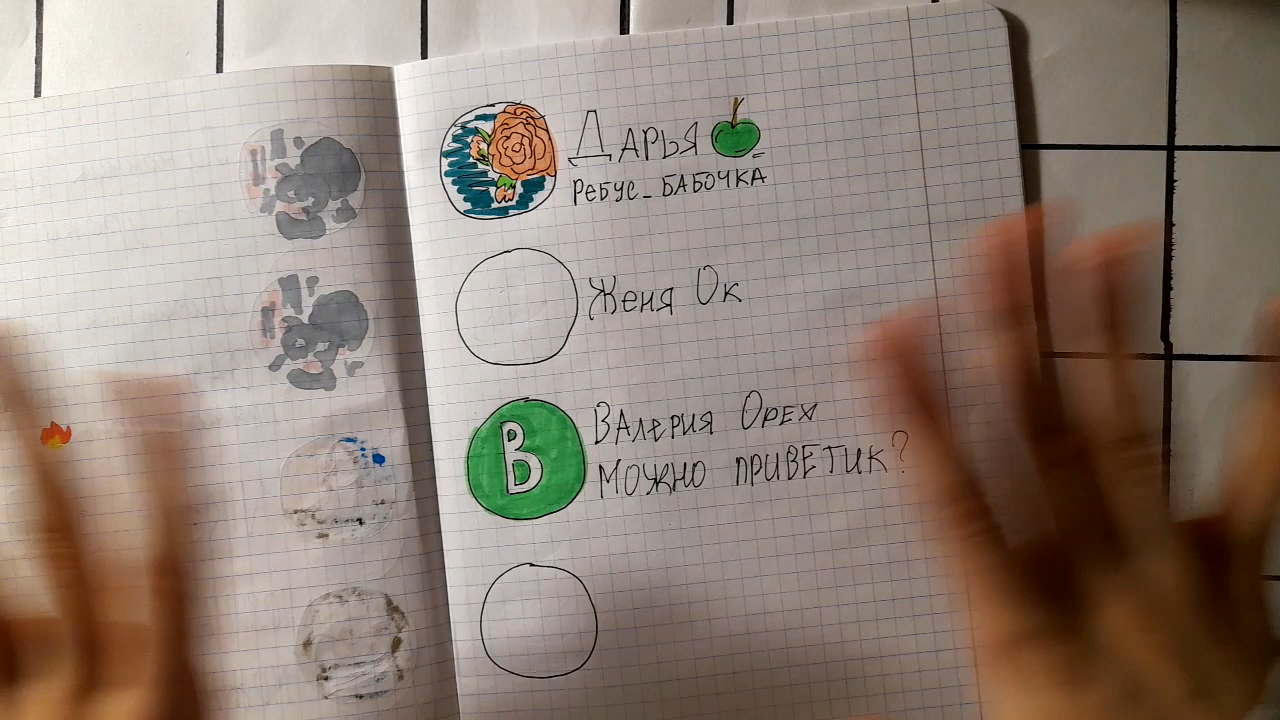 Дарья
РЕБУС_БАБОЧКА
Женя Ок
В
ВАлерия Орех
можно приветик?